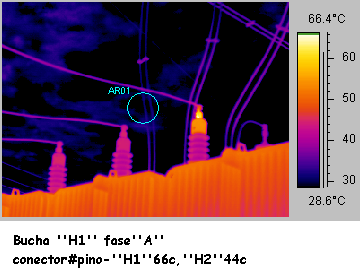 66.4°C
AR01
60
50
40
30
28.6°C
Bucha "H1" fase"A"
conector#pino-"H1"66c,"H2"44c